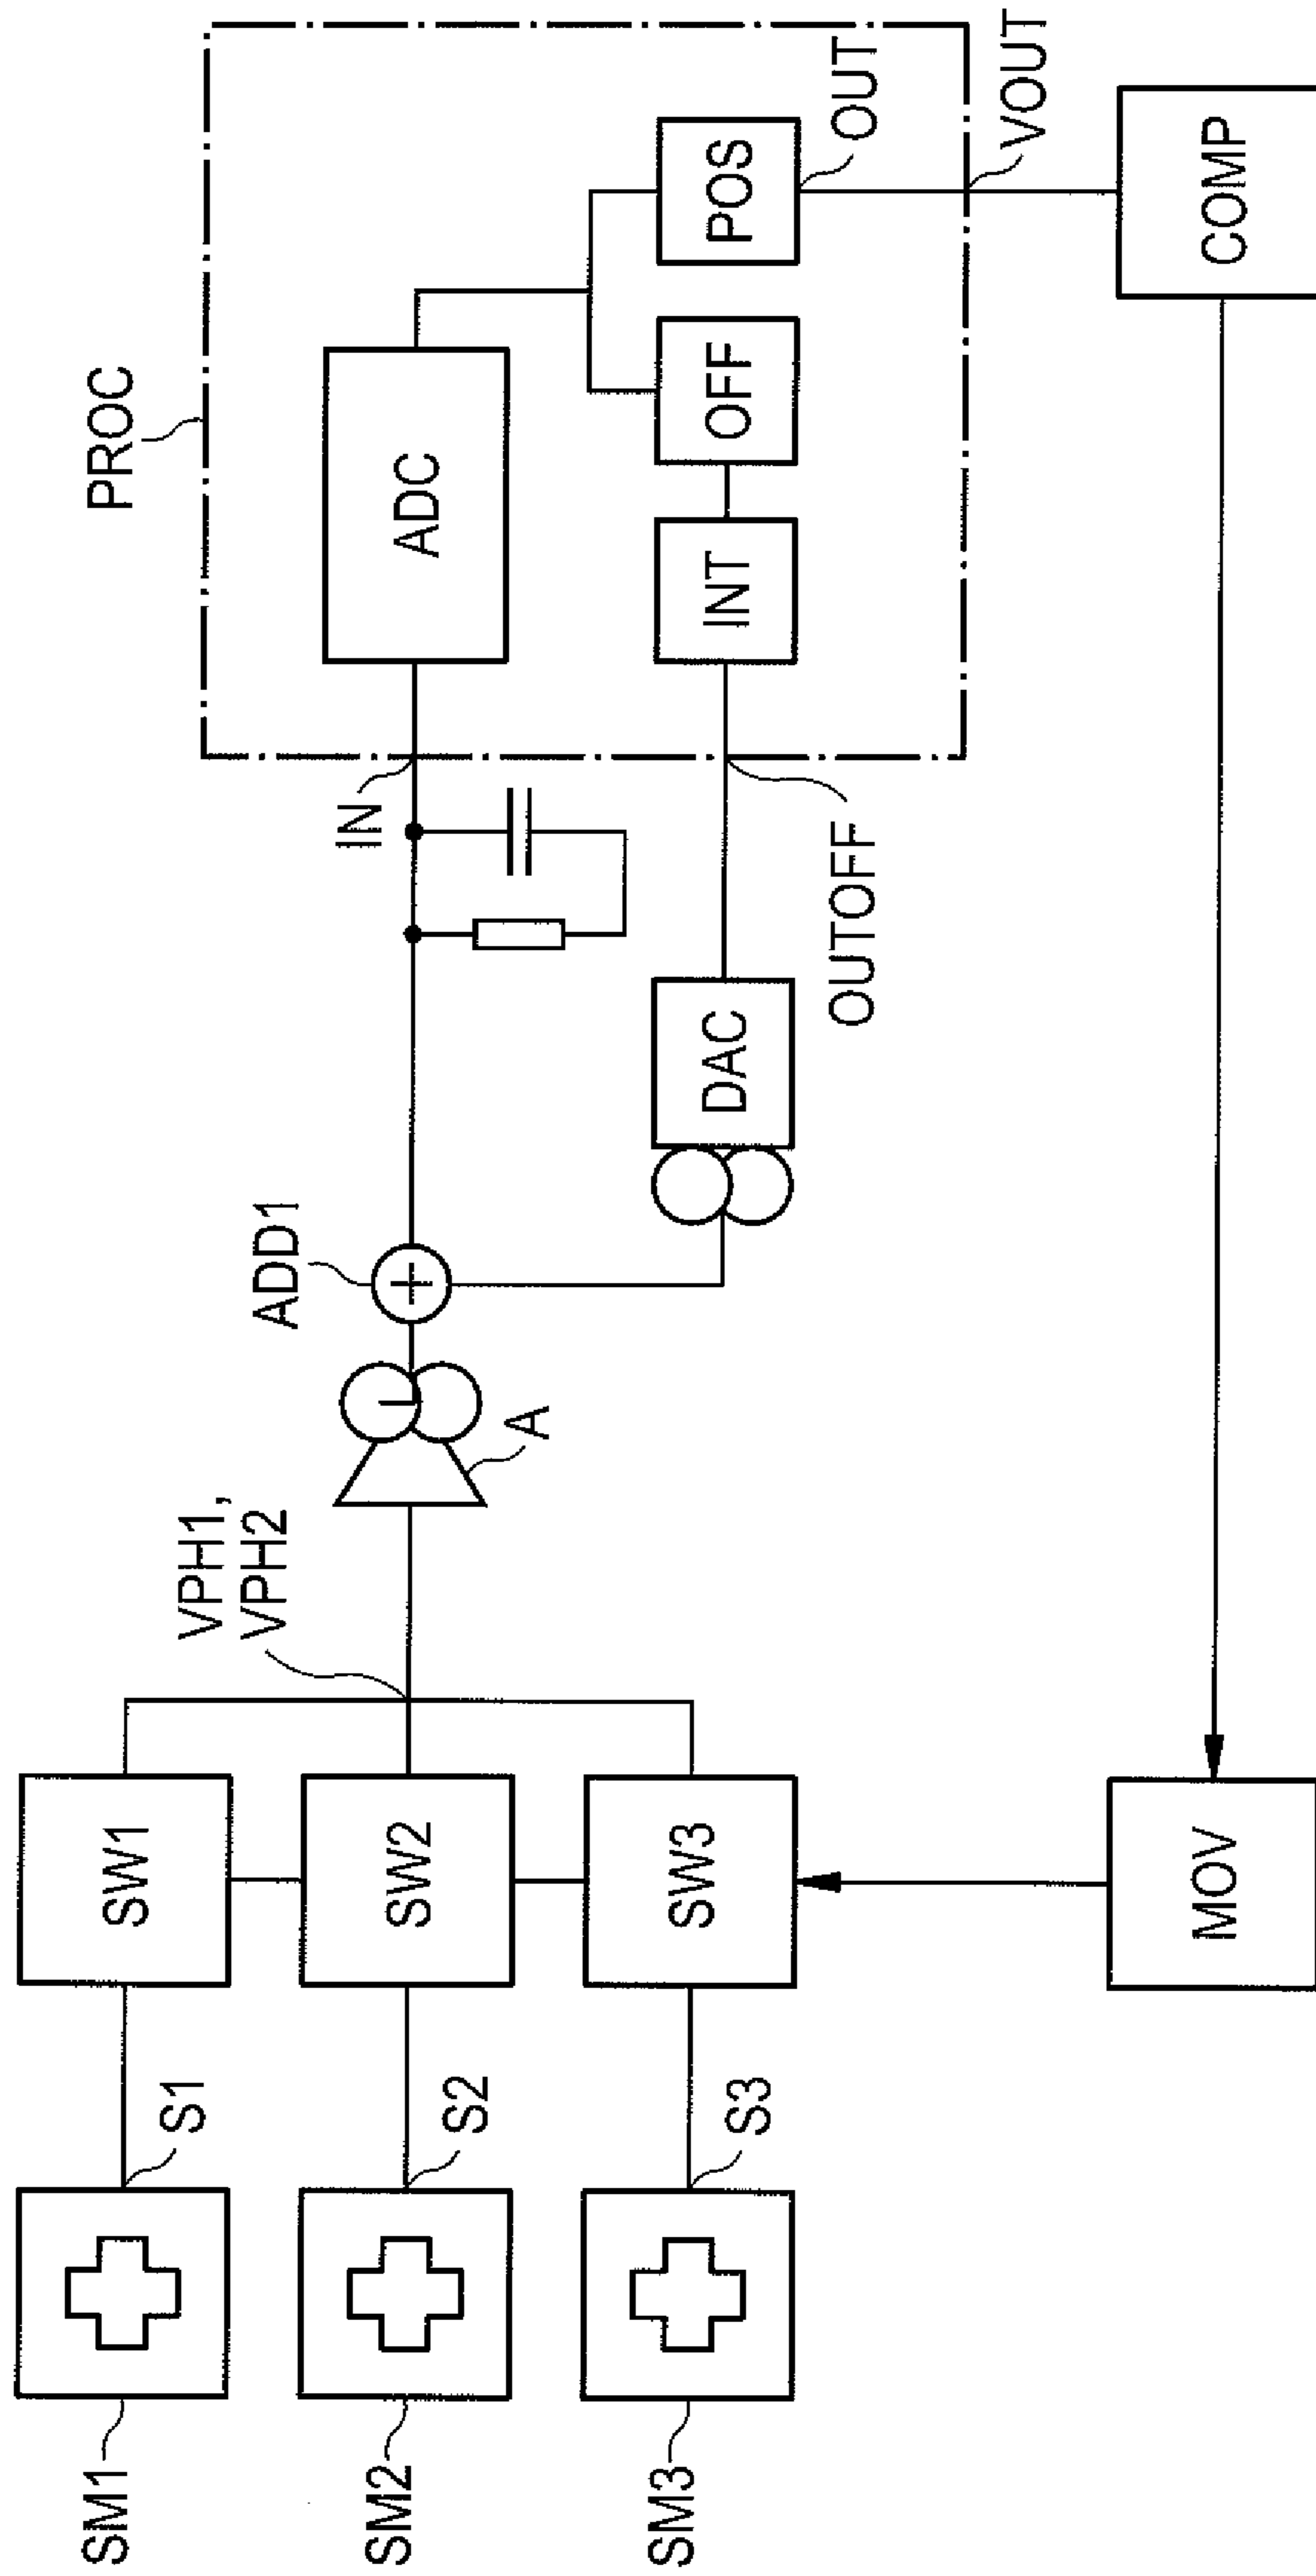 SM1
S1
SW1
SM2
S2
SW2
SM3
S3
SW3
VPH1,
VPH2
A
ADD1
IN
PROC
ADC
DAC
OUTOFF
INT
OFF
POS
OUT
VOUT
MOV
COMP